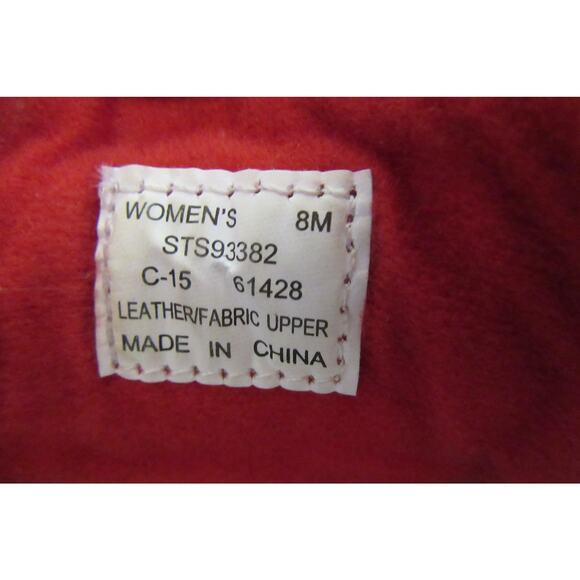 WOMEN'S 8M
STS93382
C-15 61428
LEATHER/FABRIC UPPER
MADE IN CHINA